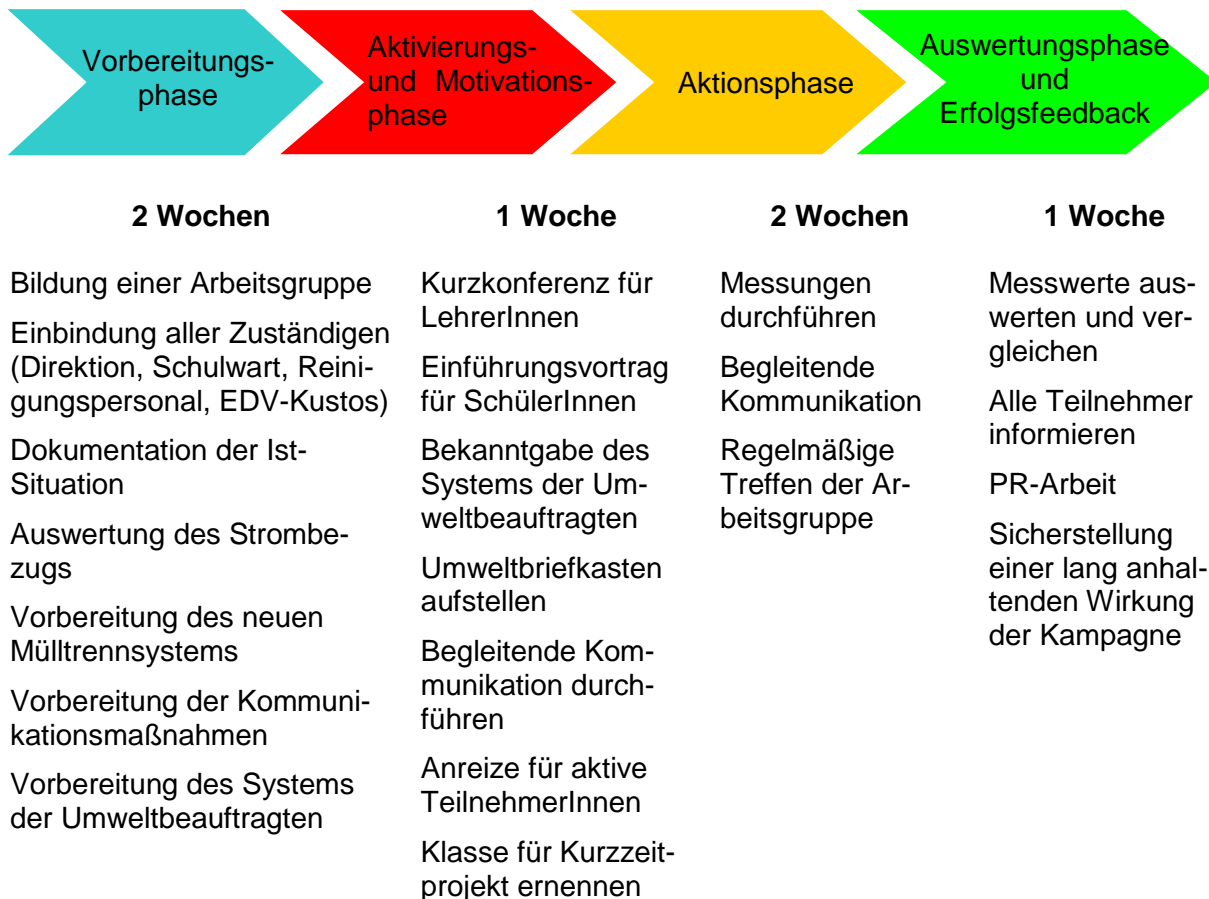 Vorbereitungs-
phase
Aktivierungs-
und Motivations-
phase
Aktionsphase
Auswertungsphase
und
Erfolgsfeedback
2 Wochen
1 Woche
2 Wochen
1 Woche
Bildung einer Arbeitsgruppe
Einbindung aller Zuständigen
(Direktion, Schulwart, Reini-
gungspersonal, EDV-Kustos)
Dokumentation der Ist-
Situation
Auswertung des Strombe-
zugs
Vorbereitung des neuen
Mülltrennsystems
Vorbereitung der Kommuni-
kationsmaßnahmen
Vorbereitung des Systems
der Umweltbeauftragten
Kurzkonferenz für
LehrerInnen
Einführungsvortrag
für SchülerInnen
Bekanntgabe des
Systems der Um-
weltbeauftragten
Umweltbriefkasten
aufstellen
Begleitende Kom-
munikation durch-
führen
Anreize für aktive
TeilnehmerInnen
Klasse für Kurzzeit-
projekt ernennen
Messungen
durchführen
Begleitende
Kommunikation
Regelmäßige
Treffen der Ar-
beitsgruppe
Messwerte aus-
werten und ver-
gleichen
Alle Teilnehmer
informieren
PR-Arbeit
Sicherstellung
einer lang anhal-
tenden Wirkung
der Kampagne